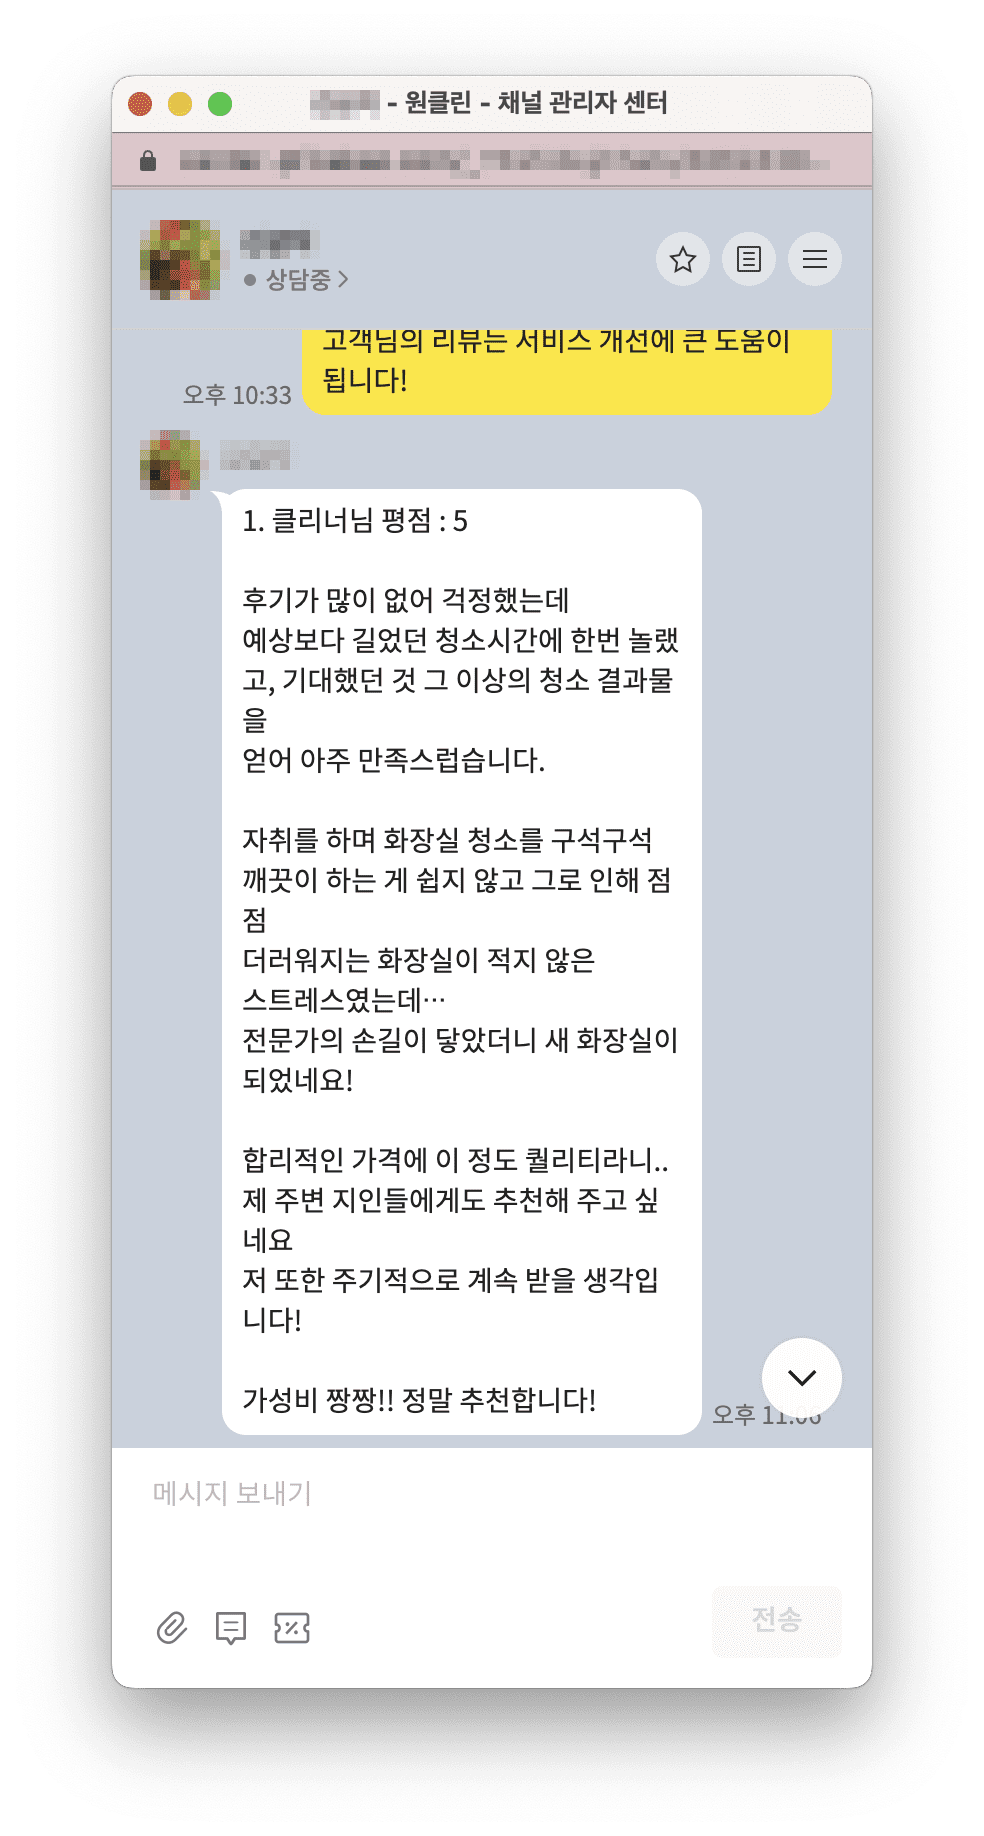 - 원클린 - 채널 관리자 센터
상담중
고객님의 리뷰는 서비스 개선에 큰 도움이
됩니다!
오후 10:33
1. 클리너님 평점 : 5
후기가 많이 없어 걱정했는데
예상보다 길었던 청소시간에 한번 놀랬
고, 기대했던 것 그 이상의 청소 결과물
을
얻어 아주 만족스럽습니다.
자취를 하며 화장실 청소를 구석구석
깨끗이 하는 게 쉽지 않고 그로 인해 점
점
더러워지는 화장실이 적지 않은
스트레스였는데…
전문가의 손길이 닿았더니 새 화장실이
되었네요!
합리적인 가격에 이 정도 퀄리티라니..
제 주변 지인들에게도 추천해 주고 싶
네요
저 또한 주기적으로 계속 받을 생각입
니다!
가성비 짱짱!! 정말 추천합니다!
오후 11:06
메시지 보내기
전송